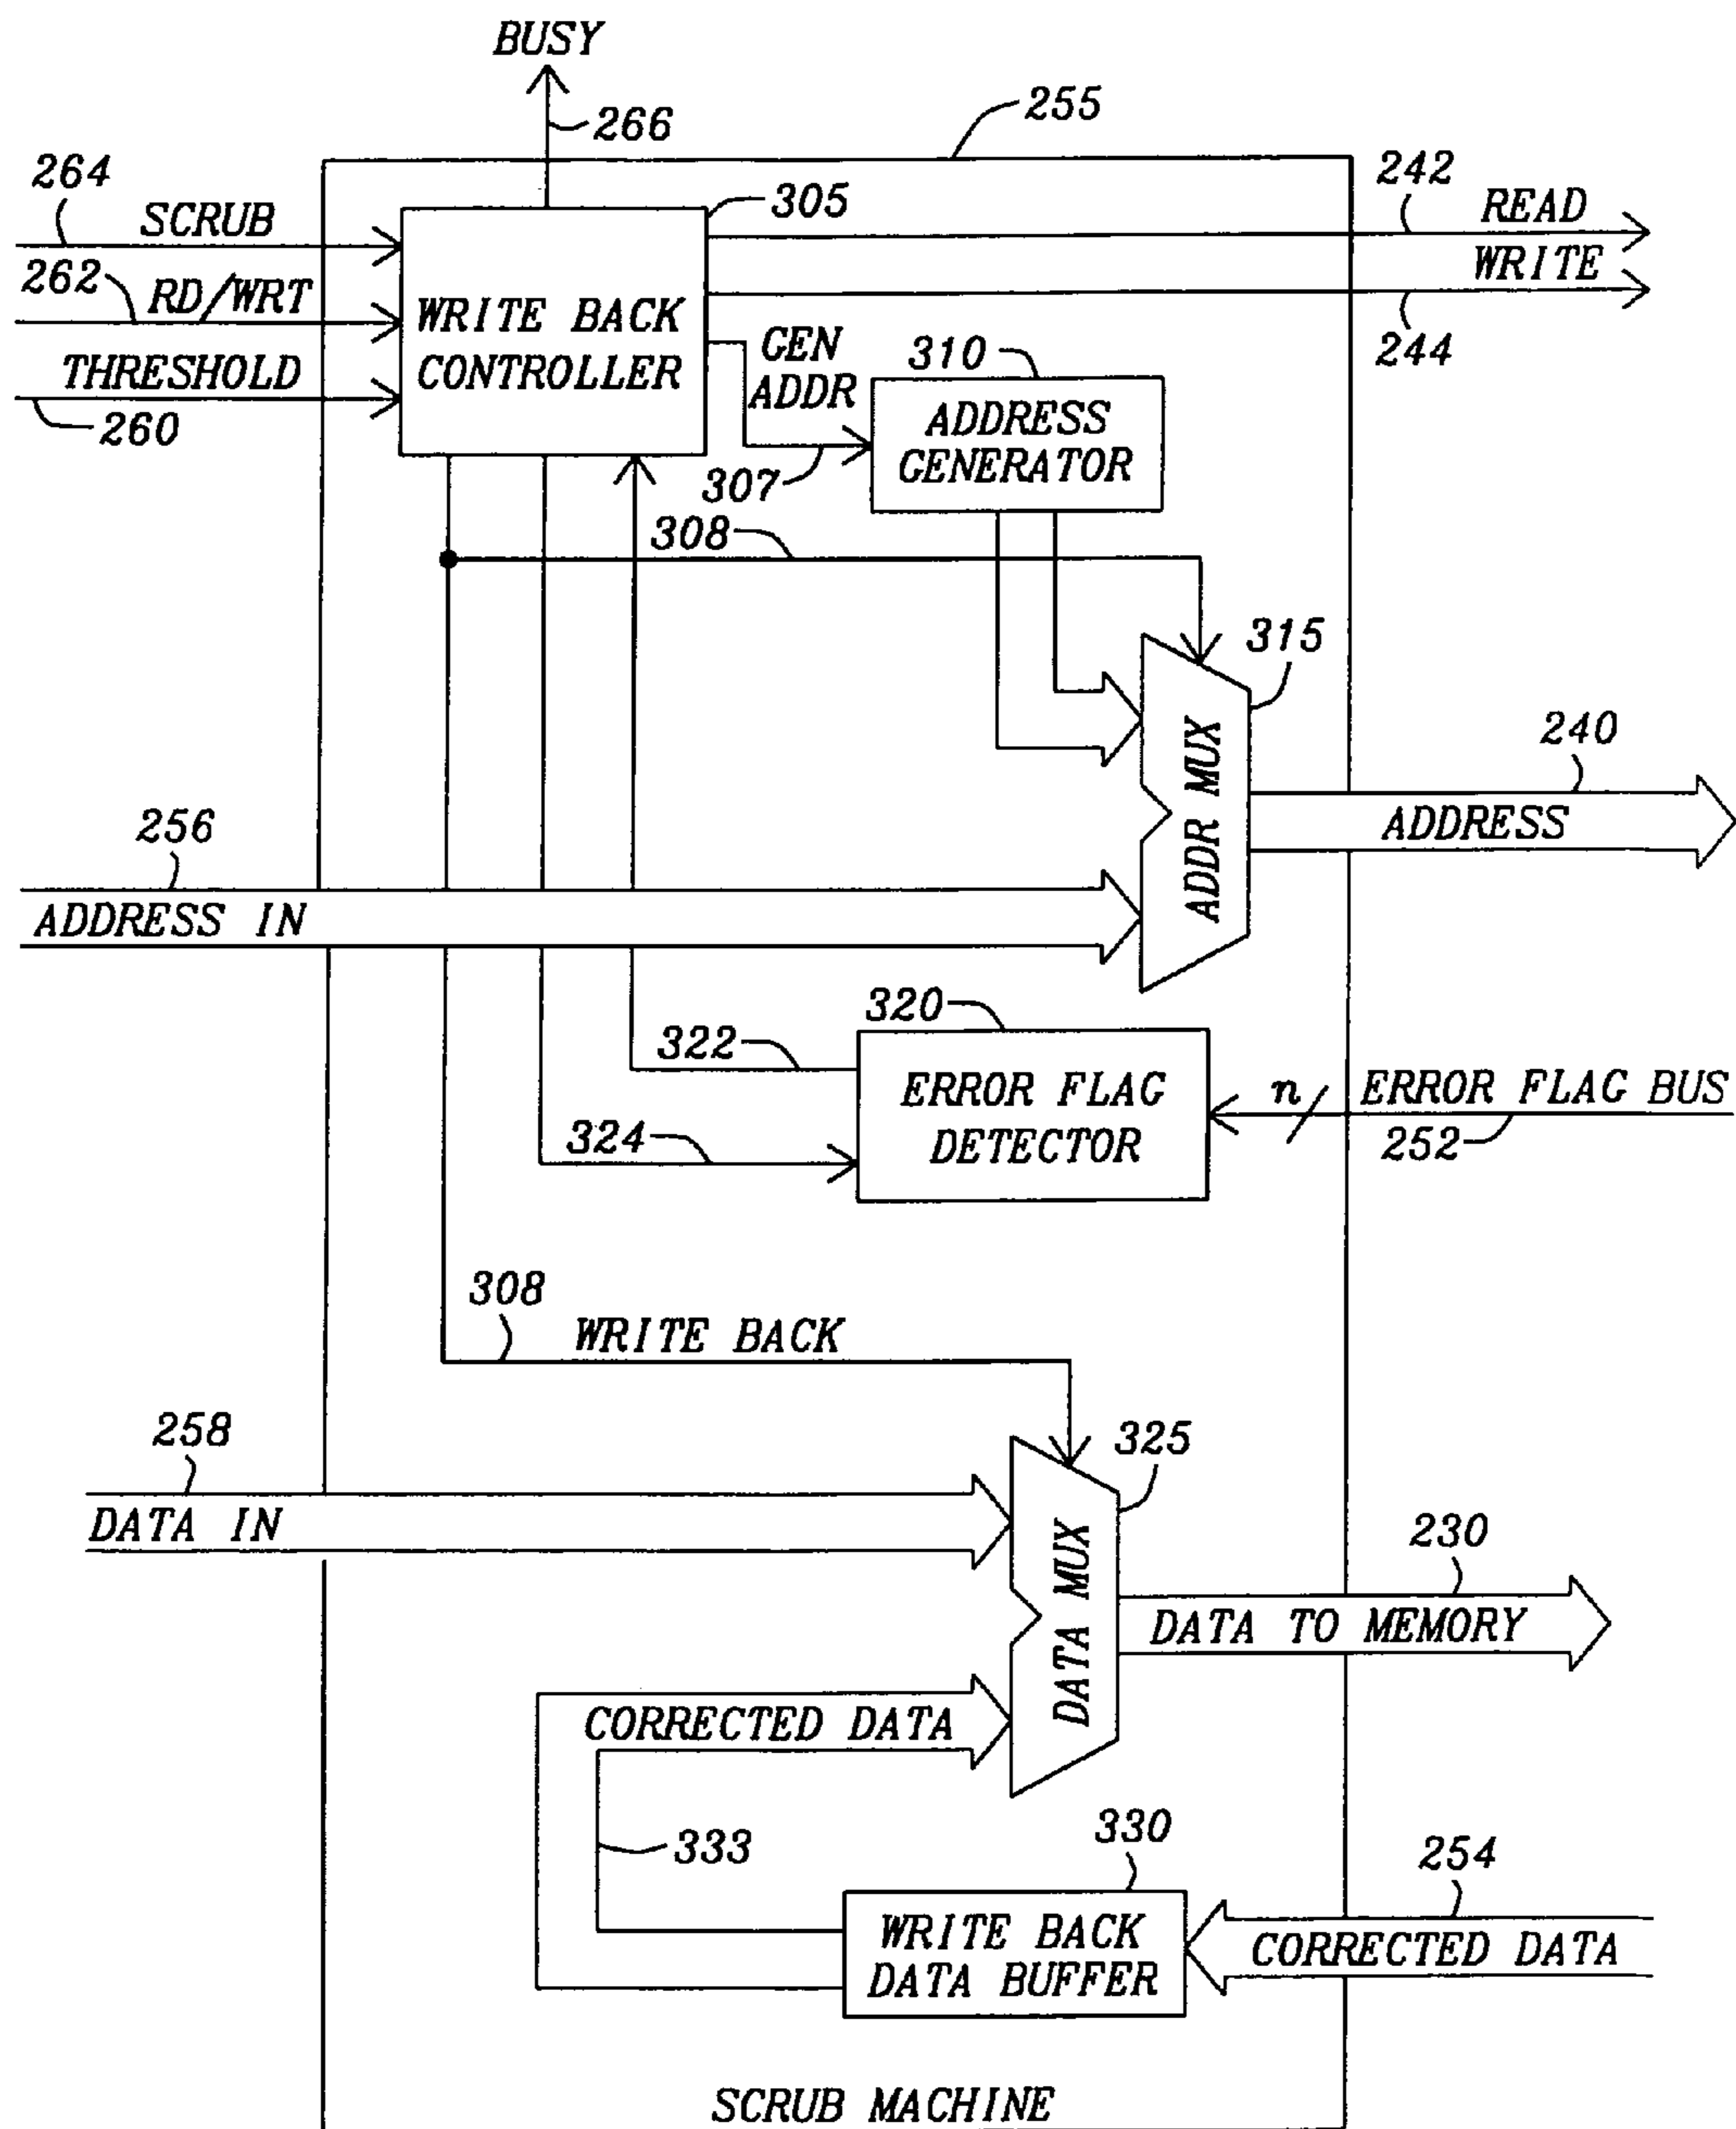 BUSY
266
255
264
SCRUB
305
242
READ
262
RD/WRT
WRITE BACK
CONTROLLER
WRITE
244
THRESHOLD
260
GEN
ADDR
310
ADDRESS
GENERATOR
307
308
315
ADDR MUX
240
ADDRESS
256
ADDRESS IN
320
322
ERROR FLAG
DETECTOR
n
ERROR FLAG BUS
252
324
308
WRITE BACK
258
DATA IN
325
DATA MUX
230
DATA TO MEMORY
CORRECTED DATA
333
330
254
WRITE BACK
DATA BUFFER
CORRECTED DATA
SCRUB MACHINE